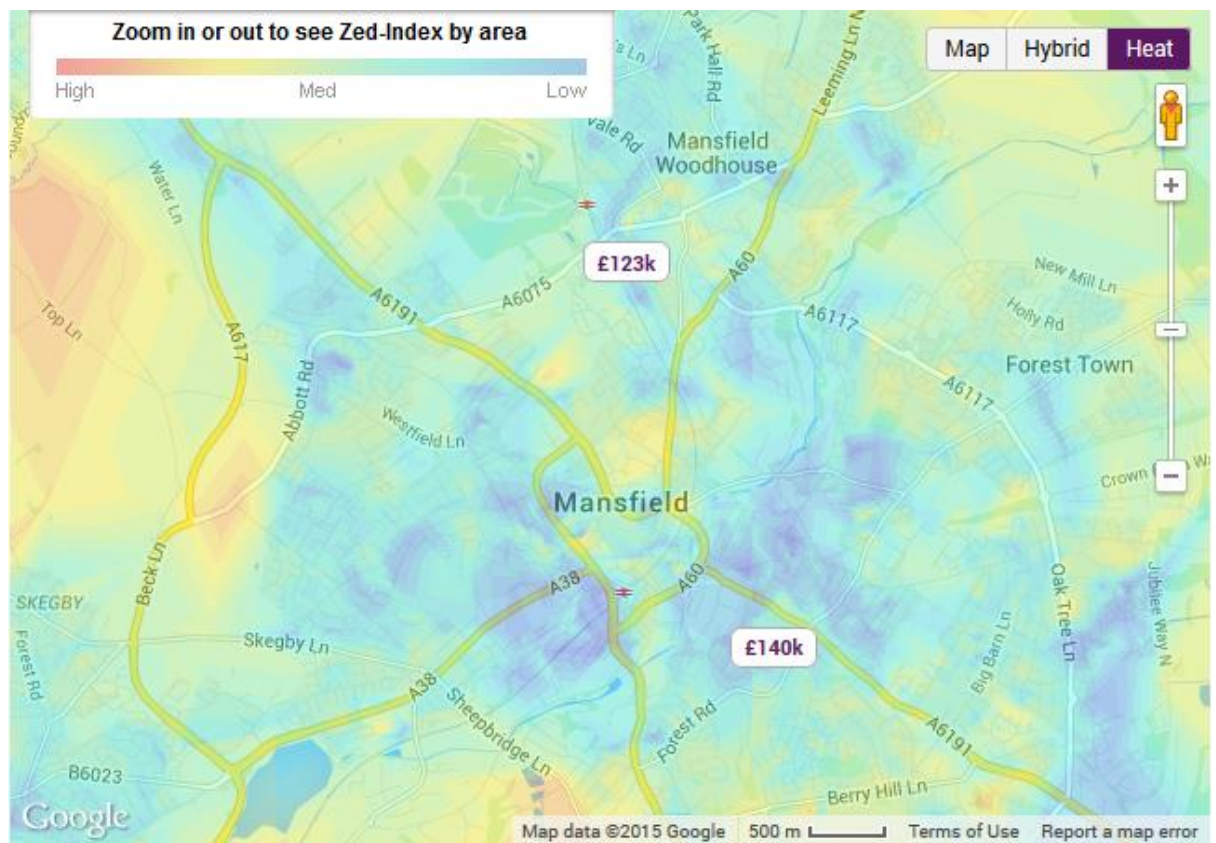 Zoom in or out to see Zed-Index by area
High Med Low
Map Hybrid Heat
Park Hall Rd
Leeming Ln N
Vale Rd
Mansfield
Woodhouse
Water Ln
£123k
A60
New Mill Ln
A6075
A6191
Holly Rd
A6117
Top Ln
A617
Forest Town
Abbott Rd
A6117
Westfield Ln
Mansfield
A38
A60
Beck Ln
Oak Tree Ln
Jubilee Way N
SKEGBY
Skegby Ln
£140k
Big Barn Ln
Forest Rd
A38
Sheepbridge Ln
Forest Rd
A6191
B6023
Berry Hill Ln
Google
Map data ©2015 Google 500 m Terms of Use Report a map error